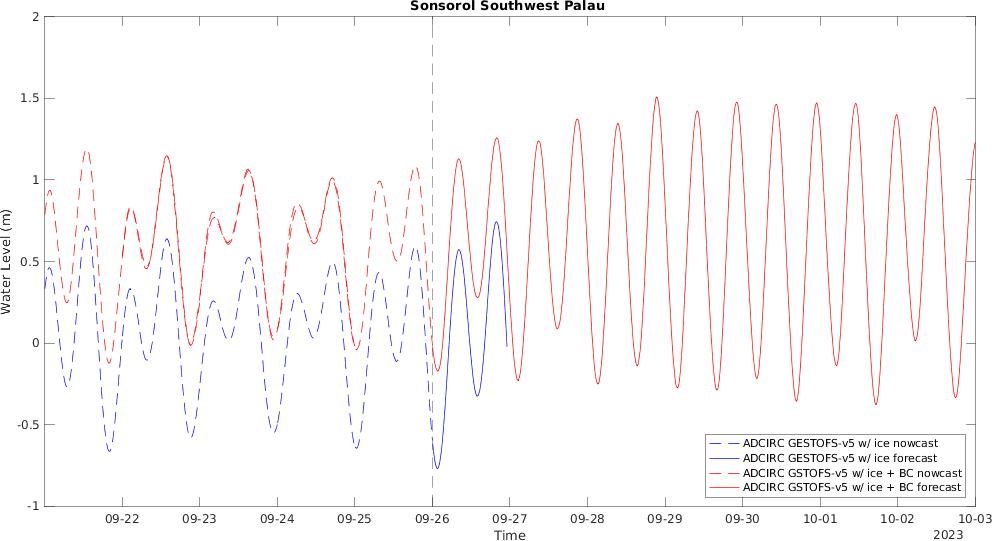 Sonsorol Southwest Palau
2
1.5
1
0.5
0
-0.5
-1
Water Level (m)
ADCIRC GESTOFS-v5 w/ ice nowcast
ADCIRC GESTOFS-v5 w/ ice forecast
ADCIRC GSTOFS-v5 w/ ice + BC nowcast
ADCIRC GSTOFS-v5 w/ ice + BC forecast
09-22 09-23 09-24 09-25 09-26 09-27 09-28 09-29 09-30 10-01 10-02 10-03
Time
2023